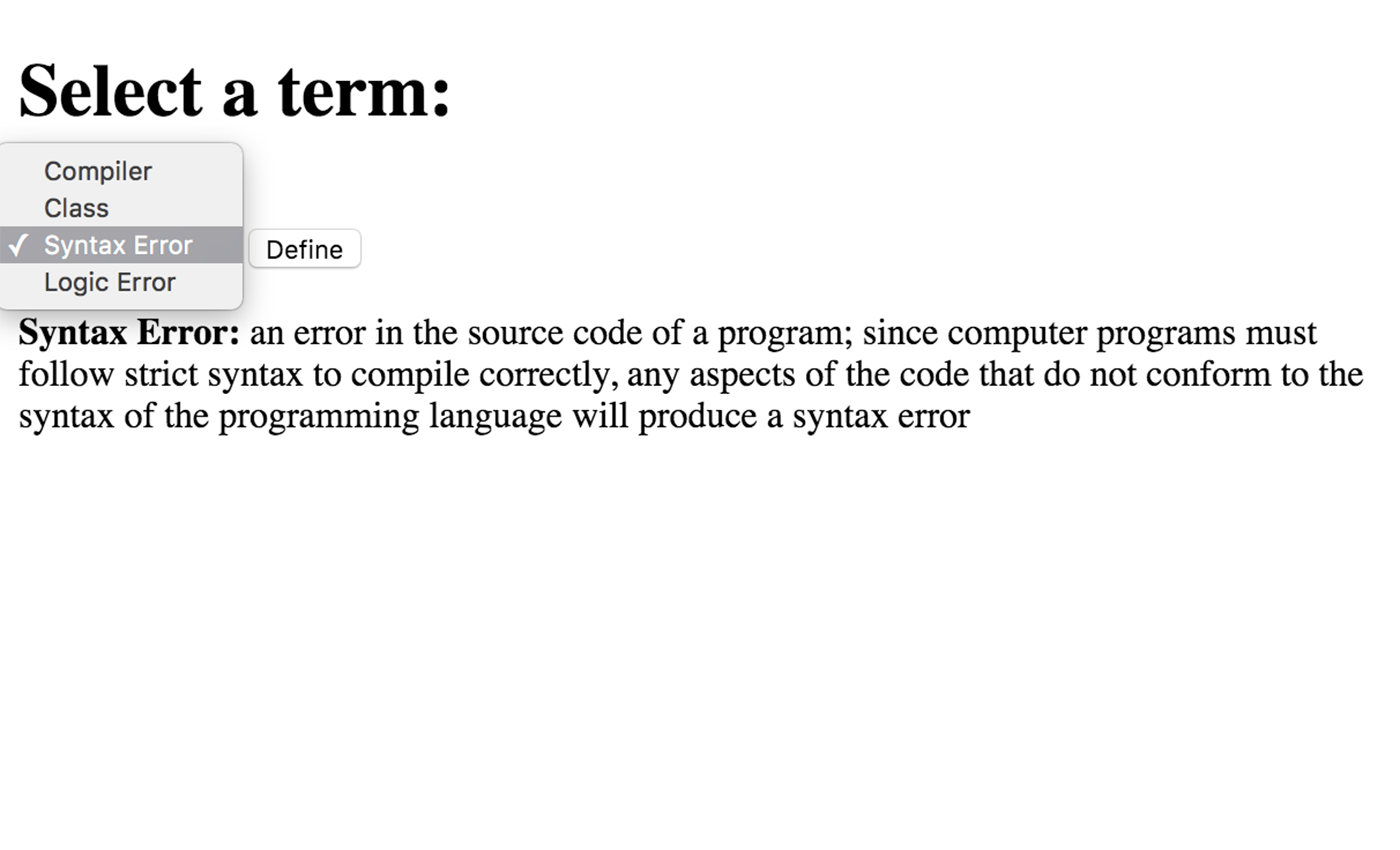 Select a term:
Compiler
Class
✓ Syntax Error
Define
Logic Error
Syntax Error: an error in the source code of a program; since computer programs must
follow strict syntax to compile correctly, any aspects of the code that do not conform to the
syntax of the programming language will produce a syntax error